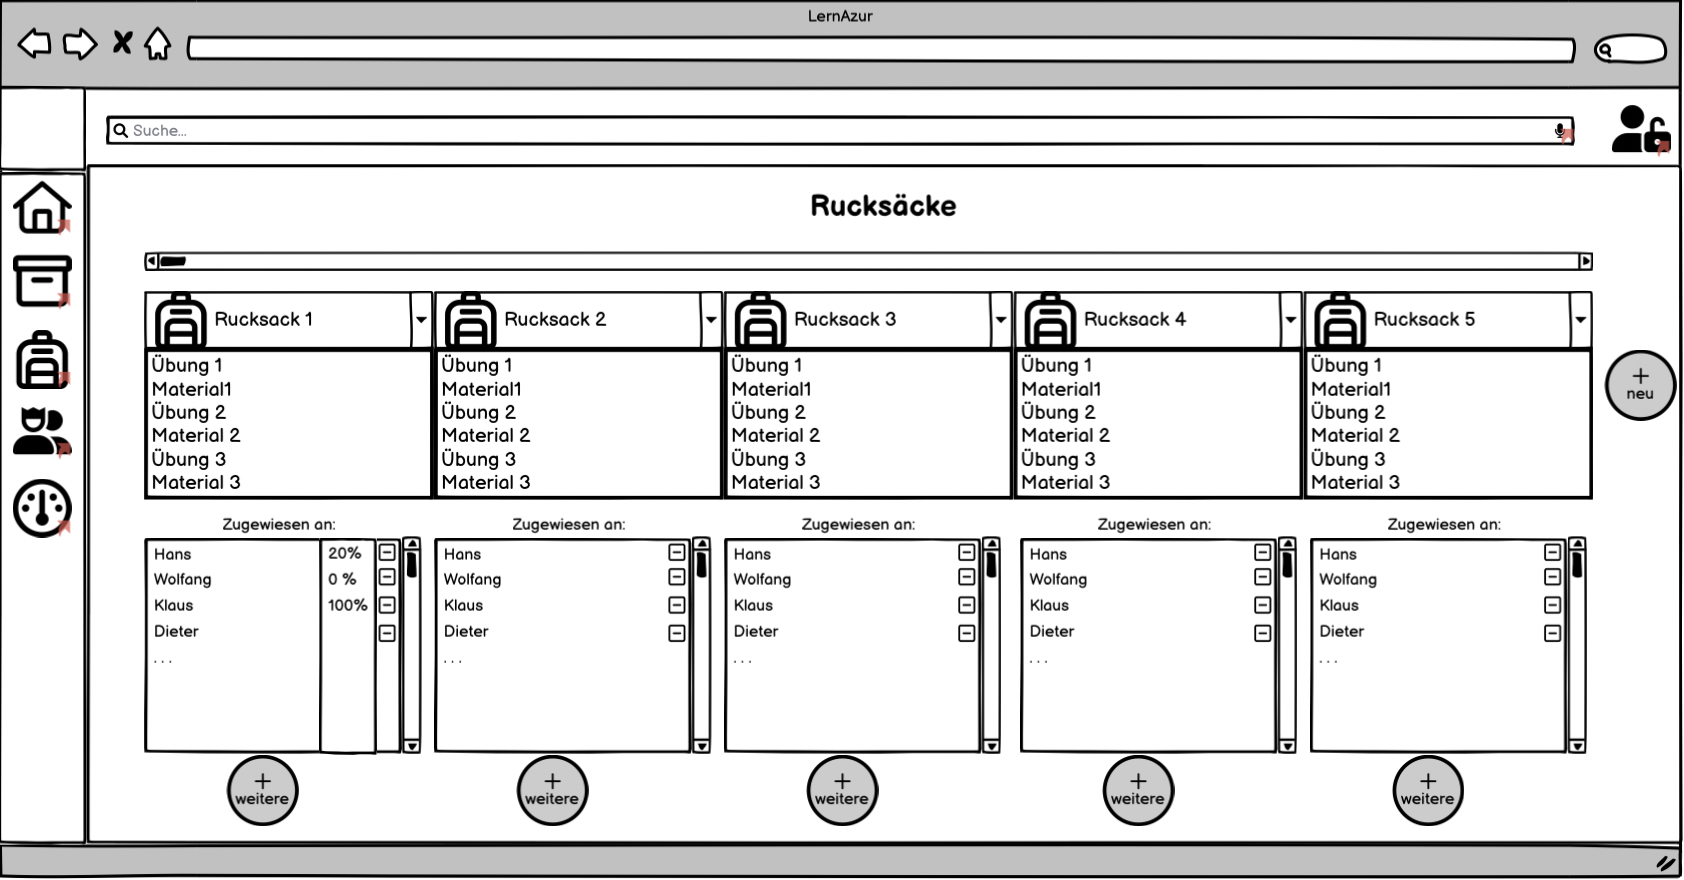 LernAzur
Suche...
Rucksäcke
Rucksack 1
Rucksack 2
Rucksack 3
Rucksack 4
Rucksack 5
Übung 1
Material1
Übung 2
Material 2
Übung 3
Material 3
Übung 1
Material1
Übung 2
Material 2
Übung 3
Material 3
Übung 1
Material1
Übung 2
Material 2
Übung 3
Material 3
Übung 1
Material1
Übung 2
Material 2
Übung 3
Material 3
Übung 1
Material1
Übung 2
Material 2
Übung 3
Material 3
+
neu
Zugewiesen an:
Hans 20%
Wolfang 0 %
Klaus 100%
Dieter
...
+
weitere
Zugewiesen an:
Hans
Wolfang
Klaus
Dieter
...
+
weitere
Zugewiesen an:
Hans
Wolfang
Klaus
Dieter
...
+
weitere
Zugewiesen an:
Hans
Wolfang
Klaus
Dieter
...
+
weitere
Zugewiesen an:
Hans
Wolfang
Klaus
Dieter
...
+
weitere